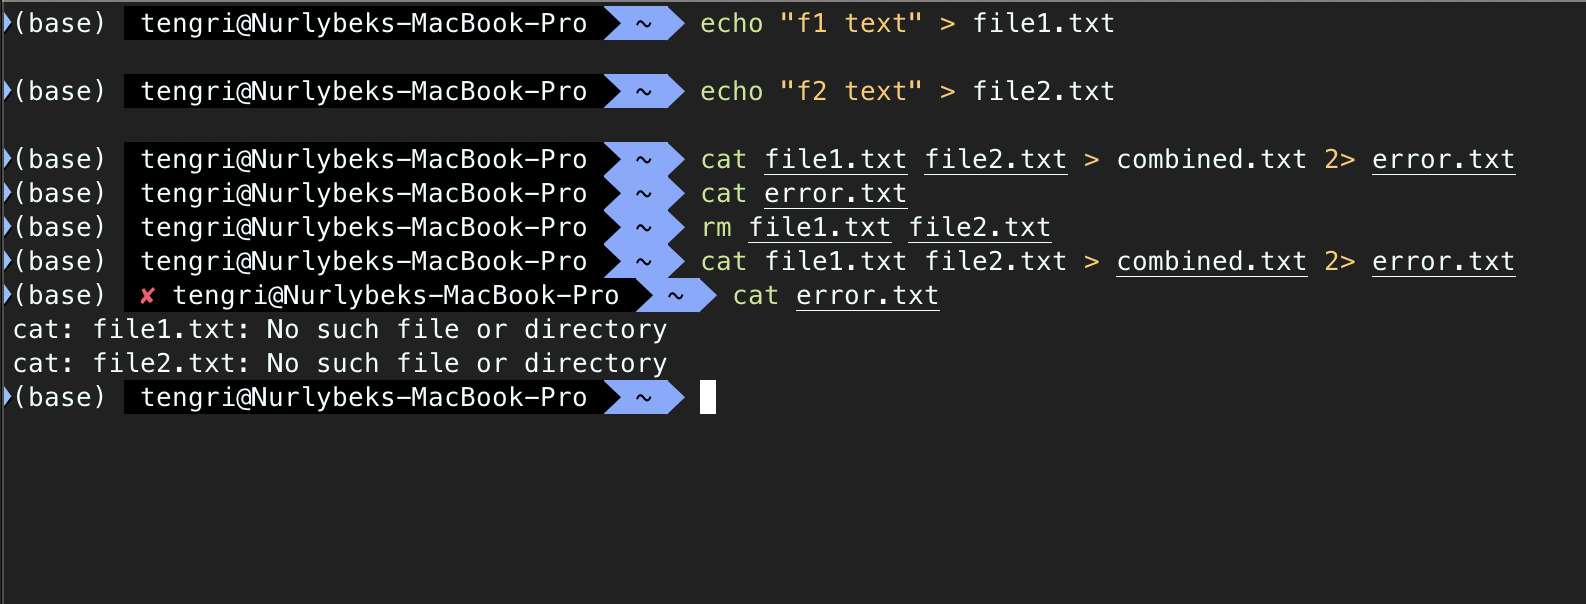 (base) tengri@Nurlybeks-MacBook-Pro ~ echo "f1 text" > file1.txt
(base) tengri@Nurlybeks-MacBook-Pro ~ echo "f2 text" > file2.txt
(base) tengri@Nurlybeks-MacBook-Pro ~ cat file1.txt file2.txt > combined.txt 2> error.txt
(base) tengri@Nurlybeks-MacBook-Pro ~ cat error.txt
(base) tengri@Nurlybeks-MacBook-Pro ~ rm file1.txt file2.txt
(base) tengri@Nurlybeks-MacBook-Pro ~ cat file1.txt file2.txt > combined.txt 2> error.txt
(base) ✘ tengri@Nurlybeks-MacBook-Pro ~ cat error.txt
cat: file1.txt: No such file or directory
cat: file2.txt: No such file or directory
(base) tengri@Nurlybeks-MacBook-Pro ~